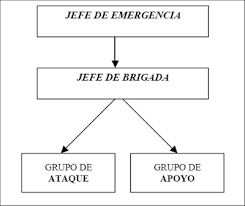 JEFE DE EMERGENCIA
JEFE DE BRIGADA
GRUPO DE
ATAQUE
GRUPO DE
APOYO